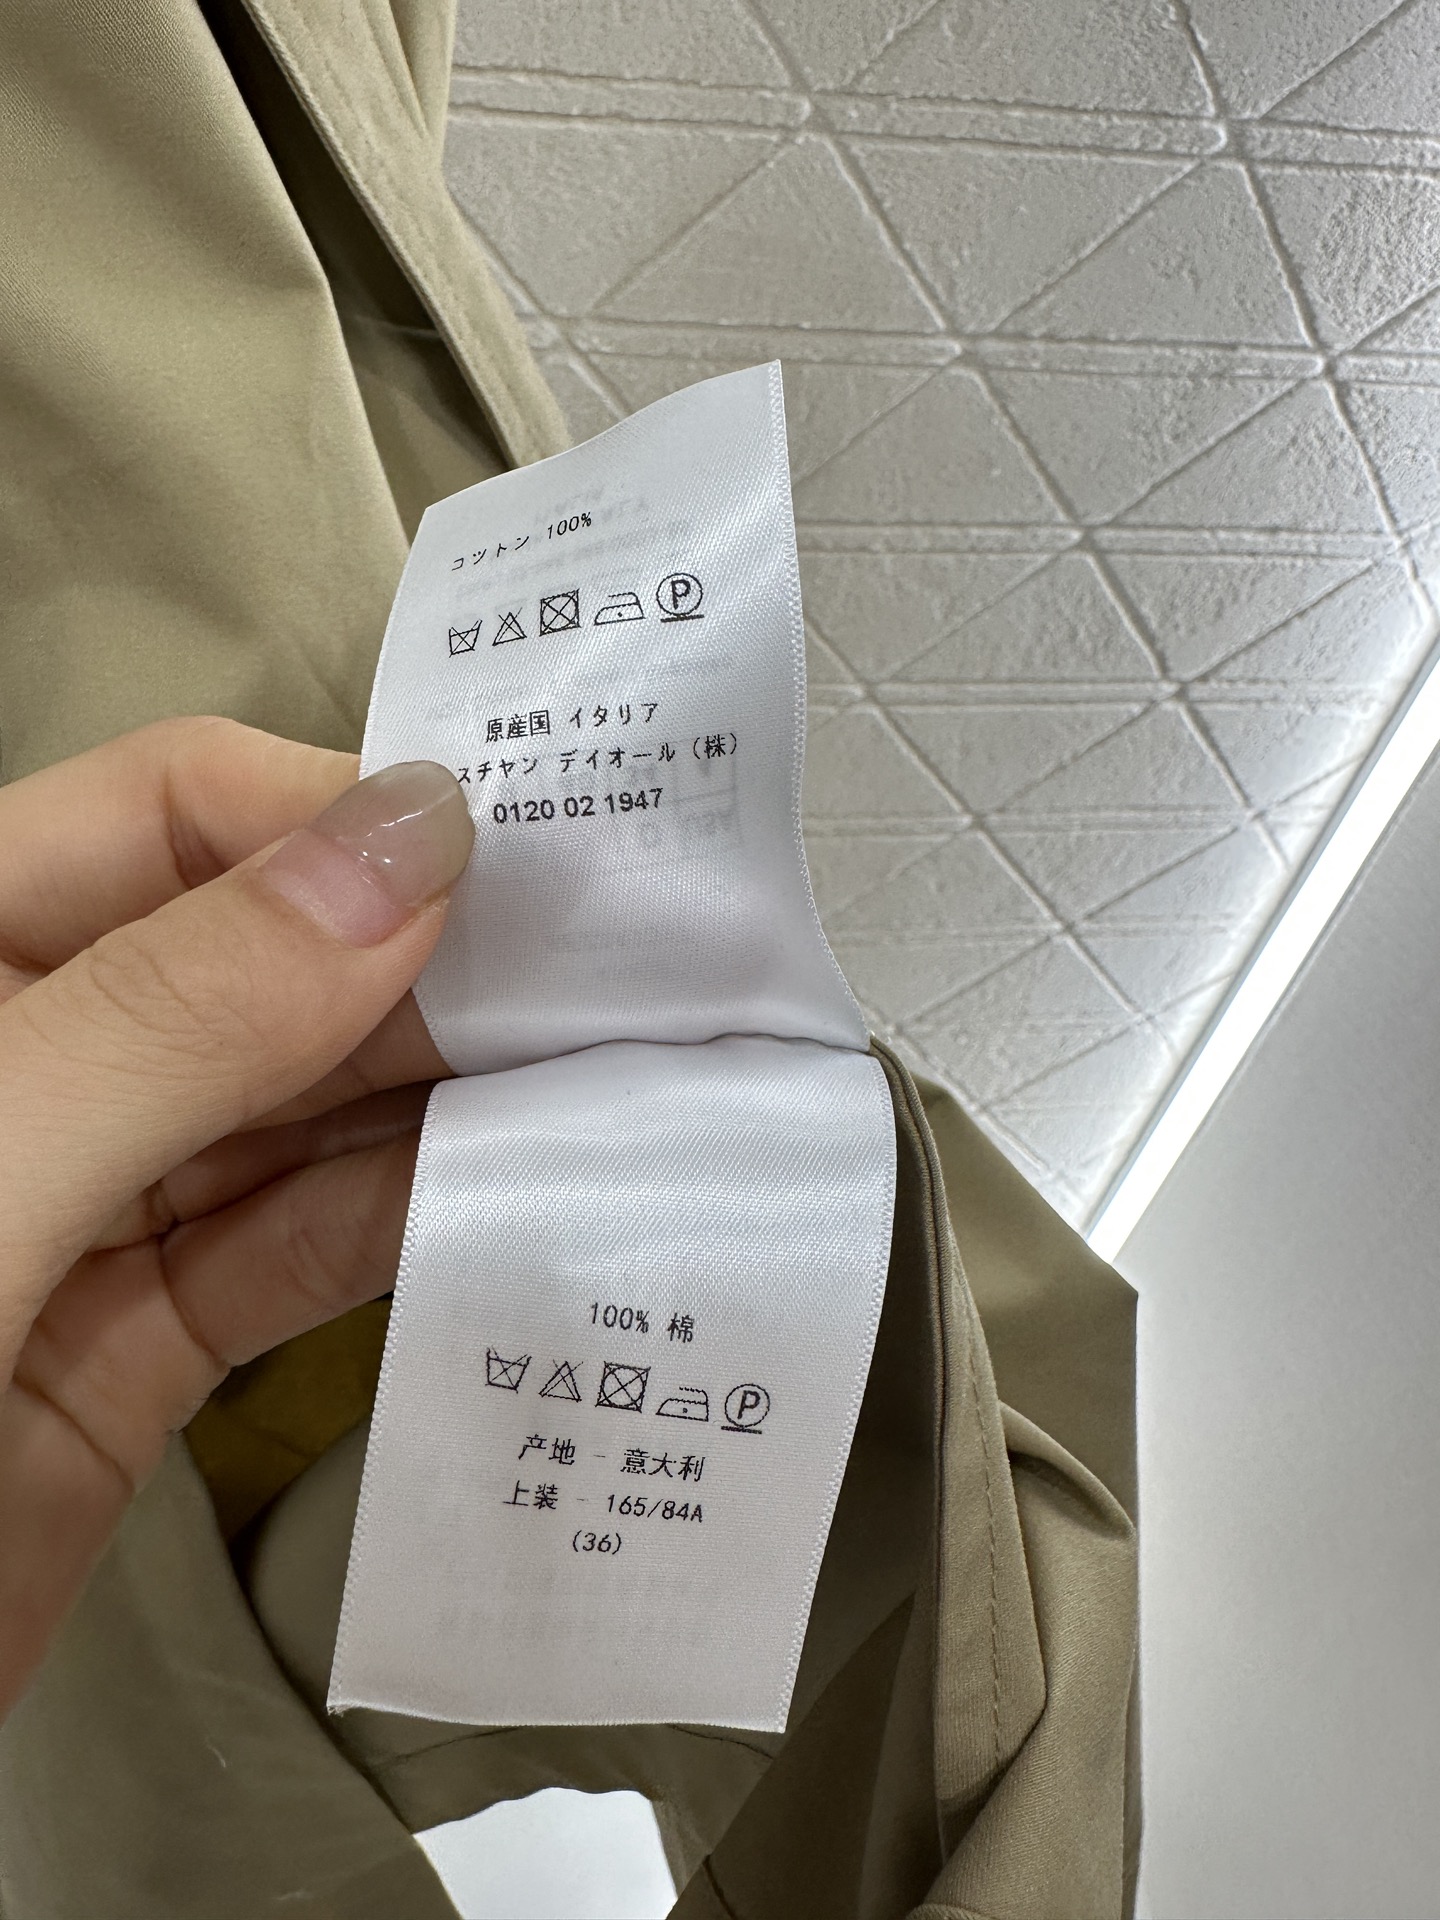 コットン 100%
P
原産国 イタリア
スチヤン デイオール (株)
0120 02 1947
100% 棉
P
产地 - 意大利
上装 - 165/84A
(36)